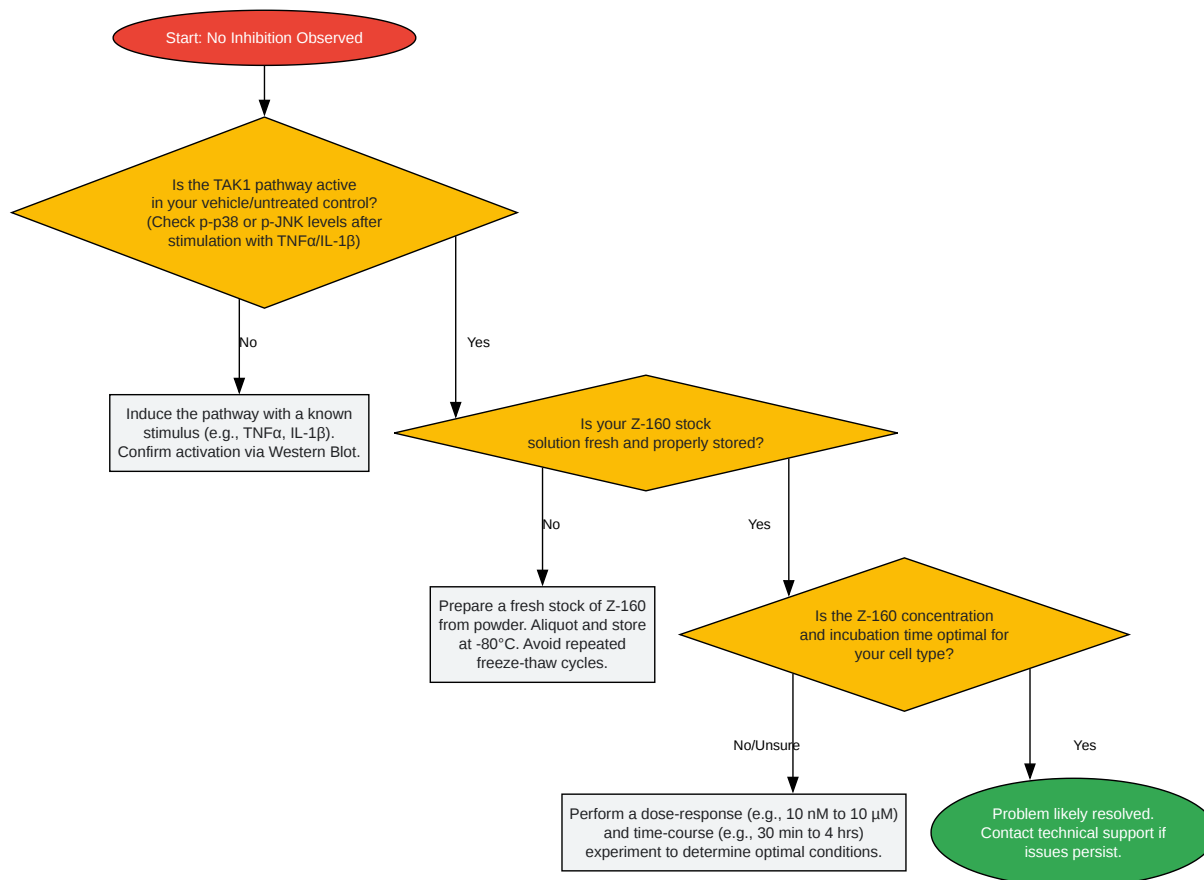 Start: No Inhibition Observed
Is the TAK1 pathway active
in your vehicle/untreated control?
(Check p-p38 or p-JNK levels after
stimulation with TNFα/IL-1β)
No
Yes
Induce the pathway with a known
stimulus (e.g., TNFα, IL-1β).
Confirm activation via Western Blot.
Is your Z-160 stock
solution fresh and properly stored?
No
Yes
Prepare a fresh stock of Z-160
from powder. Aliquot and store
at -80°C. Avoid repeated
freeze-thaw cycles.
Is the Z-160 concentration
and incubation time optimal for
your cell type?
No/Unsure
Yes
Perform a dose-response (e.g., 10 nM to 10 µM)
and time-course (e.g., 30 min to 4 hrs)
experiment to determine optimal conditions.
Problem likely resolved.
Contact technical support if
issues persist.